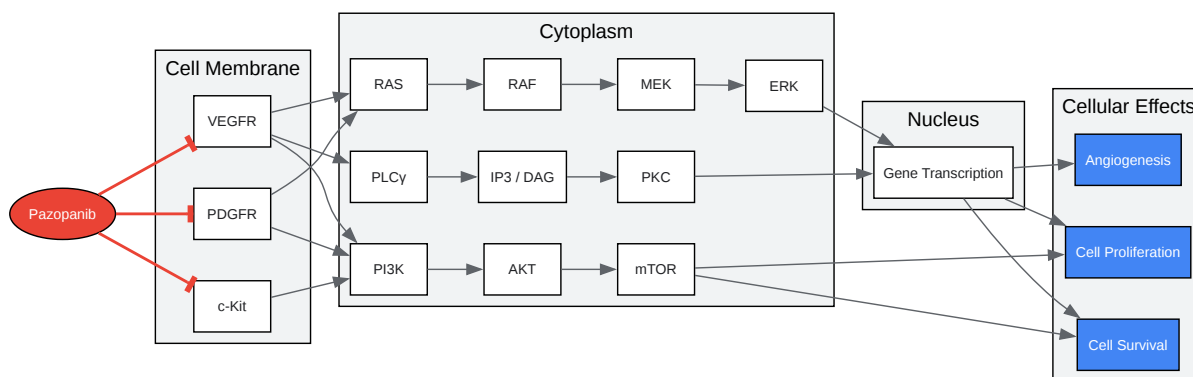 Pazopanib
Cell Membrane
VEGFR
PDGFR
c-Kit
Cytoplasm
RAS
RAF
MEK
ERK
PLCγ
IP3 / DAG
PKC
PI3K
AKT
mTOR
Nucleus
Gene Transcription
Cellular Effects
Angiogenesis
Cell Proliferation
Cell Survival